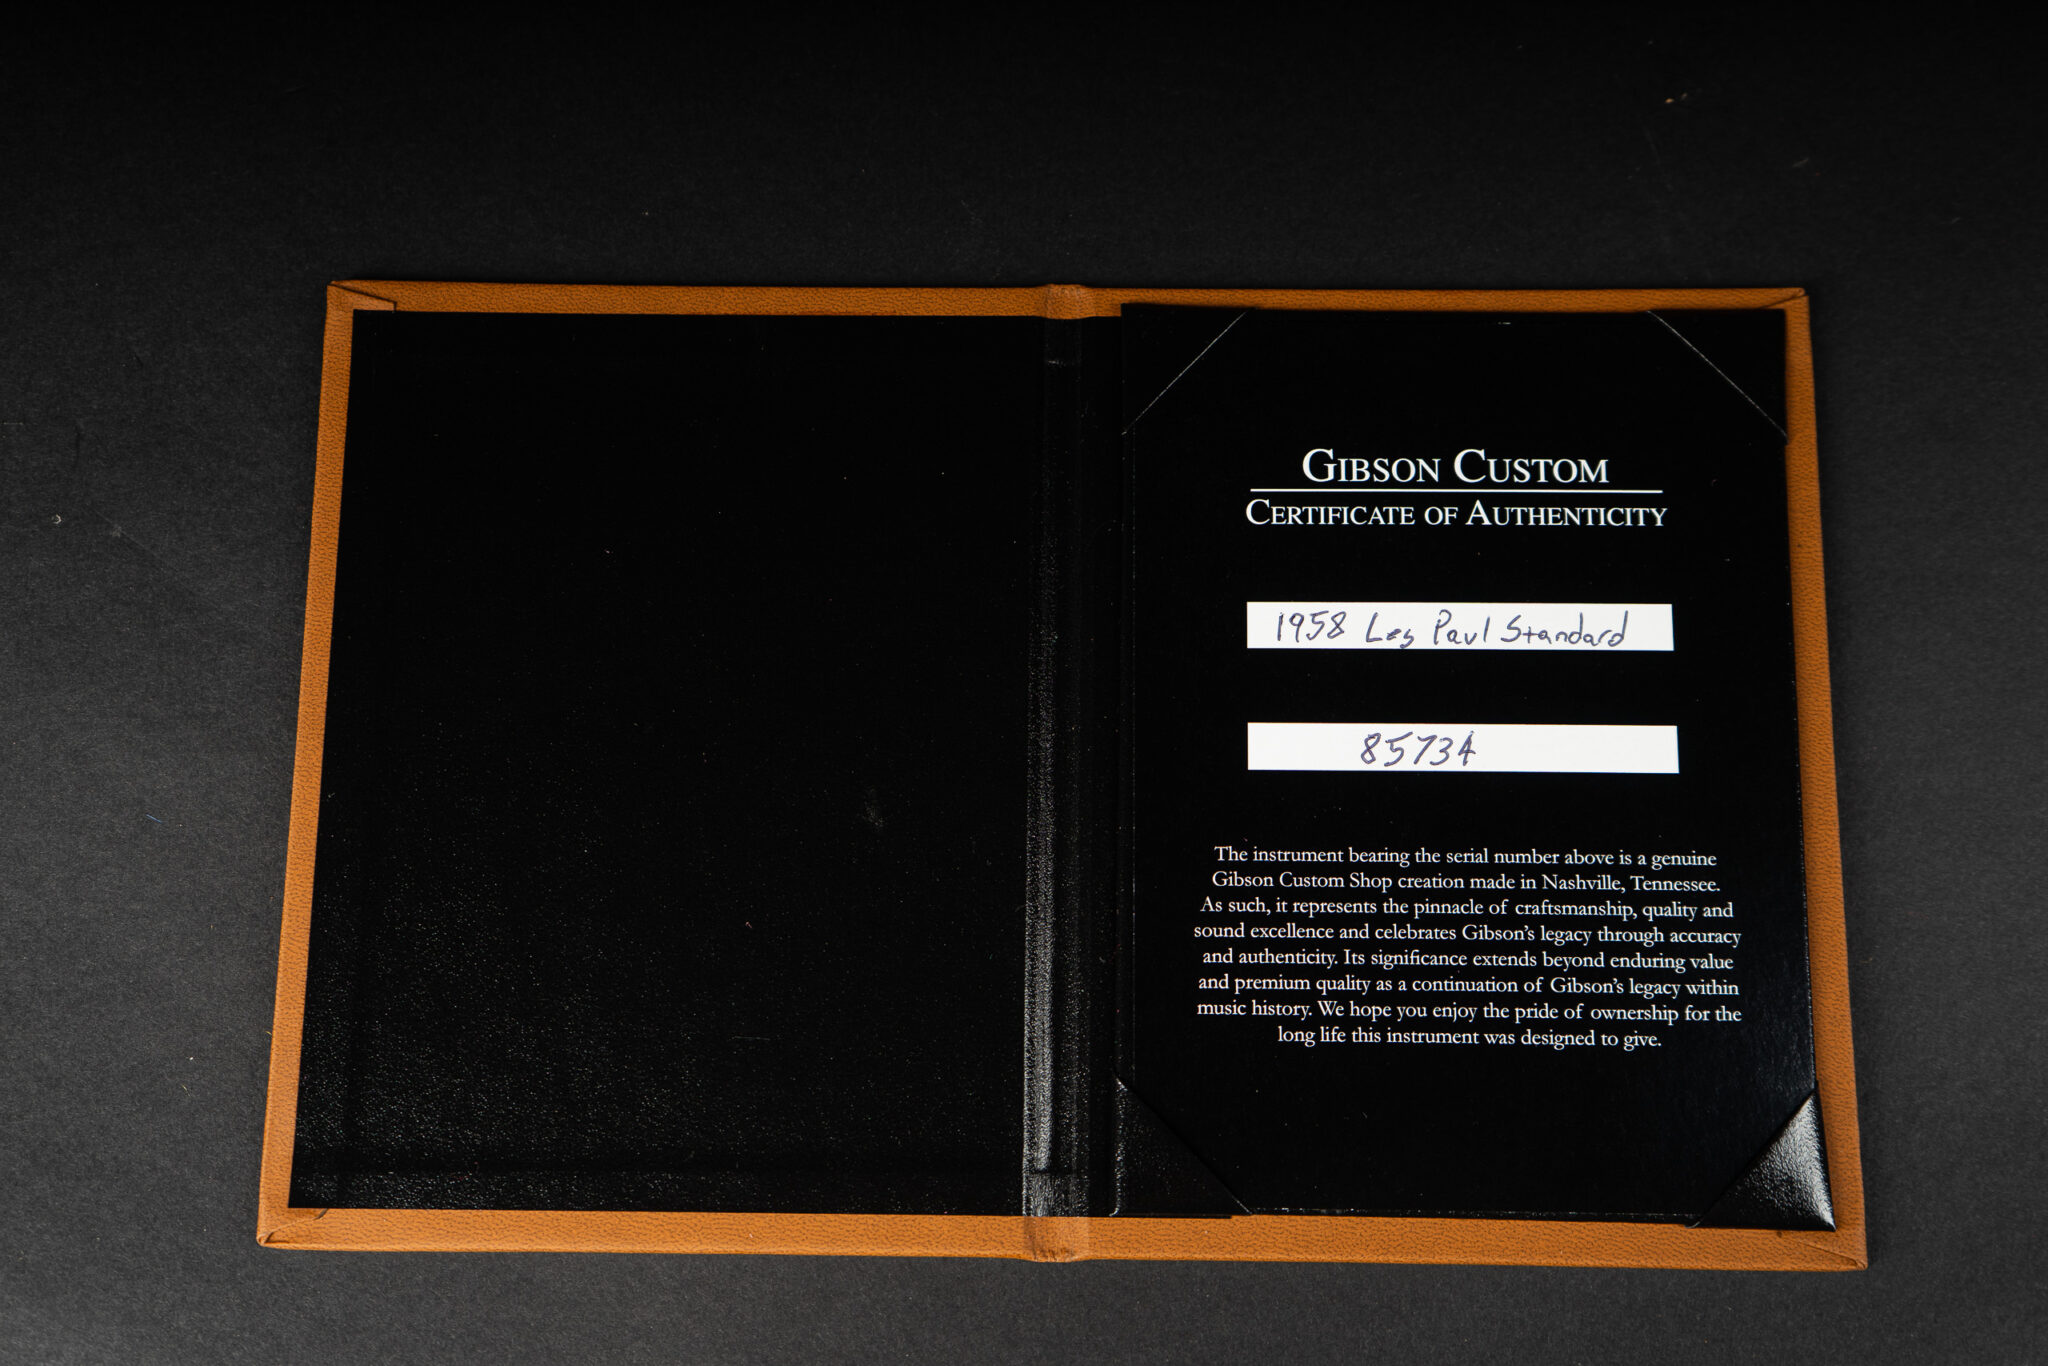 GIBSON CUSTOM
CERTIFICATE OF AUTHENTICITY
1958 Les Paul Standard
85734
The instrument bearing the serial number above is a genuine
Gibson Custom Shop creation made in Nashville, Tennessee.
As such, it represents the pinnacle of craftsmanship, quality and
sound excellence and celebrates Gibson's legacy through accuracy
and authenticity. Its significance extends beyond enduring value
and premium quality as a continuation of Gibson's legacy within
music history. We hope you enjoy the pride of ownership for the
long life this instrument was designed to give.